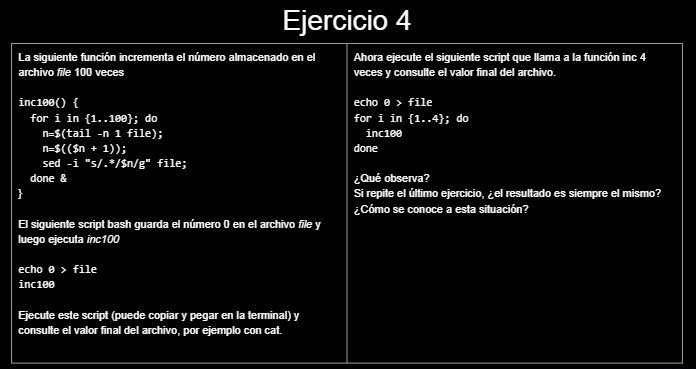 Ejercicio 4
La siguiente función incrementa el número almacenado en el
archivo file 100 veces
inc100() {
for i in {1..100}; do
n=$(tail -n 1 file);
n=$(($n + 1));
sed -i "s/.*/$n/g" file;
done &
}
El siguiente script bash guarda el número 0 en el archivo file y
luego ejecuta inc100
echo 0 > file
inc100
Ejecute este script (puede copiar y pegar en la terminal) y
consulte el valor final del archivo, por ejemplo con cat.
Ahora ejecute el siguiente script que llama a la función inc 4
veces y consulte el valor final del archivo.
echo 0 > file
for i in {1..4}; do
inc100
done
¿Qué observa?
Si repite el último ejercicio, ¿el resultado es siempre el mismo?
¿Cómo se conoce a esta situación?